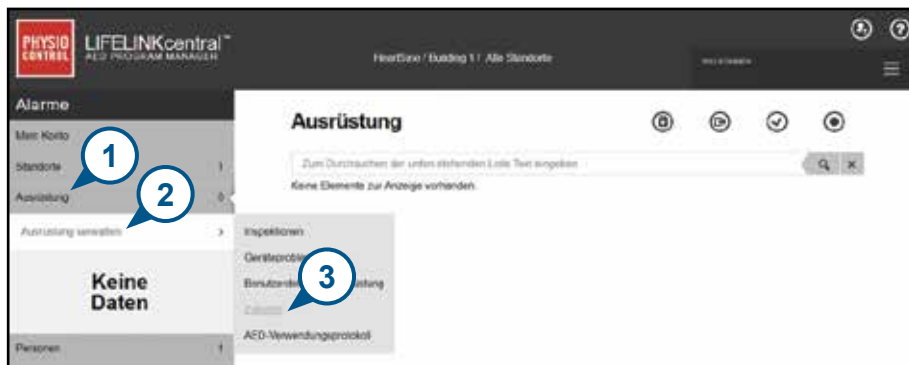 PHYSIO
CONTROL
LIFELINKcentral™
AED PROGRAM MANAGER
HeartSine / Building 1 / Alle Standorte
Alarme
Mein Konto
Standorte 1
Ausrüstung 0
Ausrüstung verwalten >
Keine
Daten
Personen 1
1
2
3
Ausrüstung
Zum Durchsuchen der unten stehenden Liste Text eingeben
Keine Elemente zur Anzeige vorhanden.
Inspektionen
Zubehör
AED-Verwendungsprotokoll